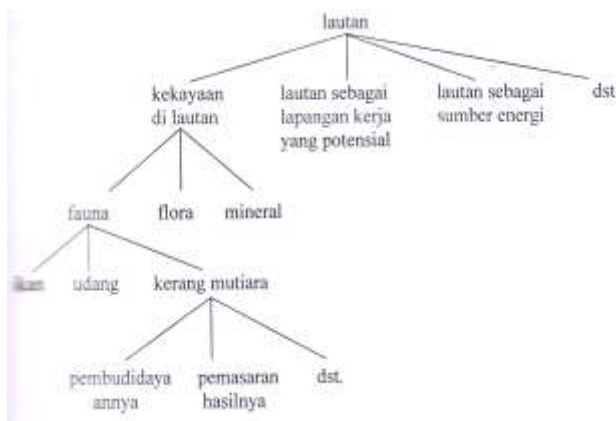 lautan
kekayaan
di lautan
lautan sebagai
lapangan kerja
yang potensial
lautan sebagai
sumber energi
dst.
fauna
flora
mineral
ikan
udang
kerang mutiara
pembudidaya
annya
pemasaran
hasilnya
dst.